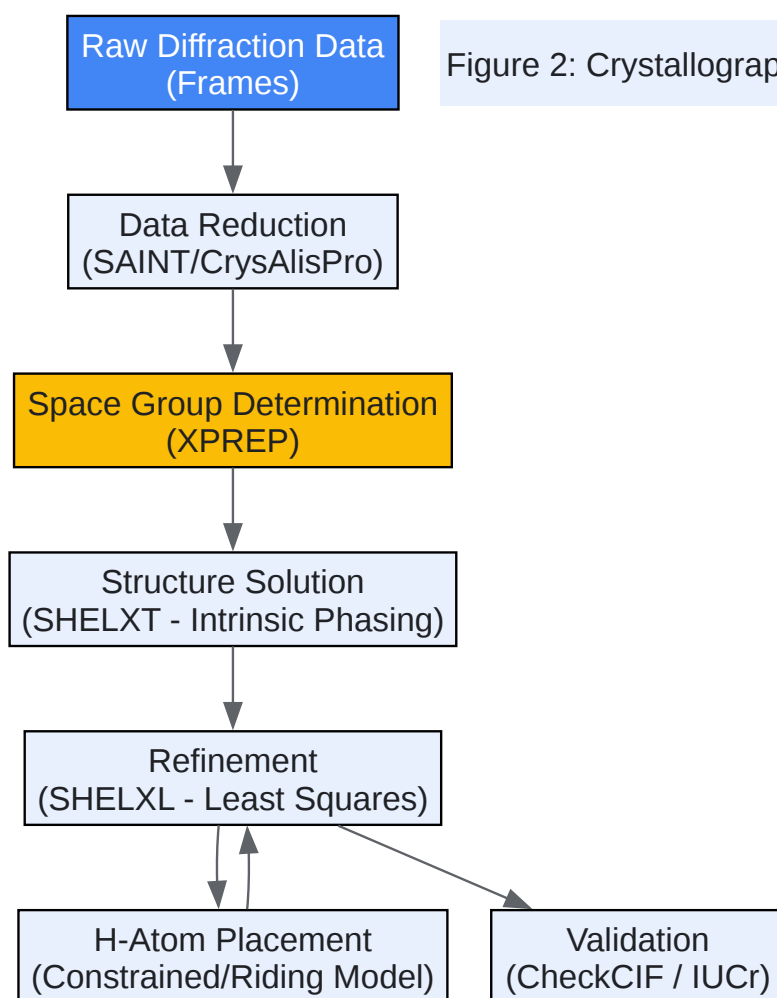 Raw Diffraction Data
(Frames)
Figure 2: Crystallograp
Data Reduction
(SAINT/CrysAlisPro)
Space Group Determination
(XPREP)
Structure Solution
(SHELXT - Intrinsic Phasing)
Refinement
(SHELXL - Least Squares)
H-Atom Placement
(Constrained/Riding Model)
Validation
(CheckCIF / IUCr)